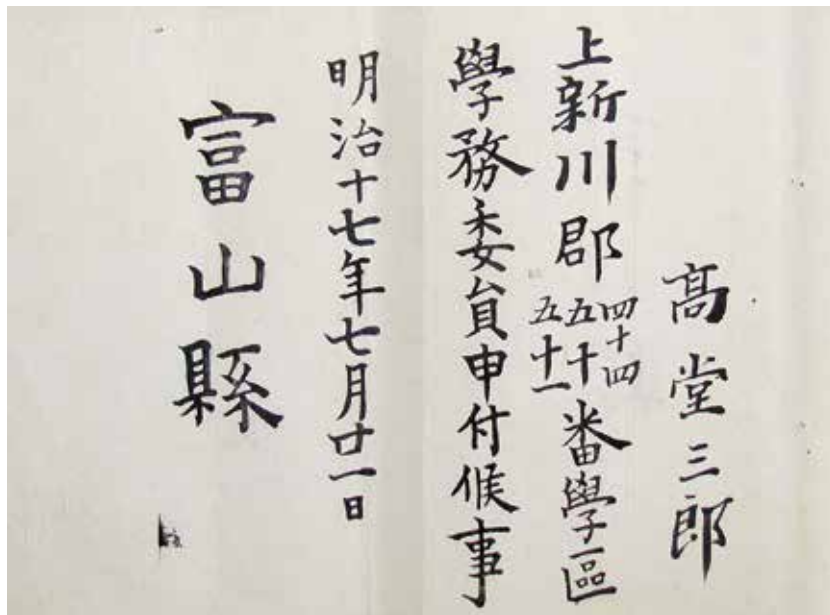 髙堂三郎
上新川郡四十四五十五十一番學區
學務委員申付候事
明治十七年七月廿一日
富山縣